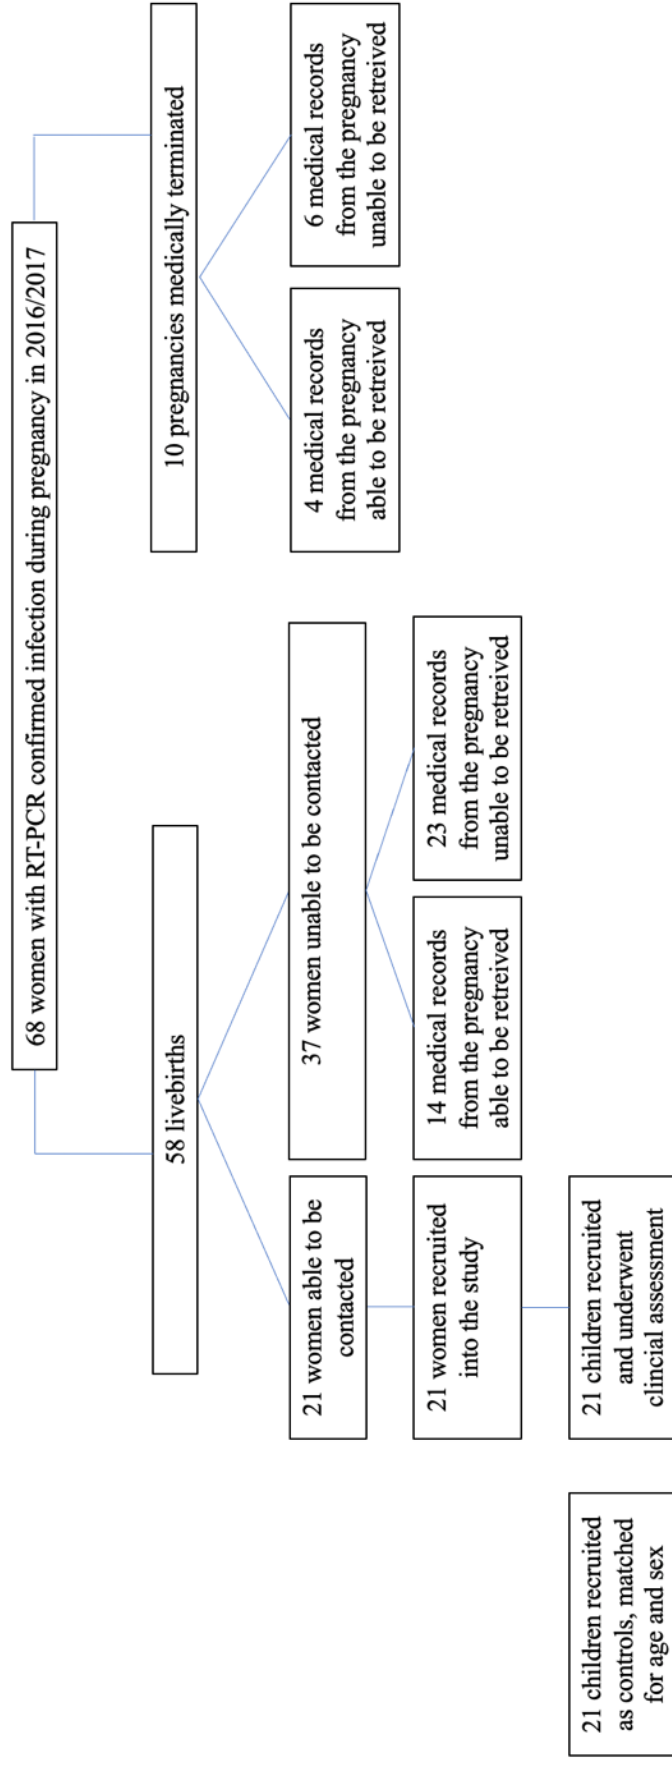 68 women with RT-PCR confirmed infection during pregnancy in 2016/2017
58 livebirths
10 pregnancies medically terminated
21 women able to be
contacted
37 women unable to be contacted
4 medical records
from the pregnancy
able to be retreived
6 medical records
from the pregnancy
unable to be retreived
21 women recruited
into the study
14 medical records
from the pregnancy
able to be retreived
23 medical records
from the pregnancy
unable to be retreived
21 children recruited
as controls, matched
for age and sex
21 children recruited
and underwent
clincial assessment